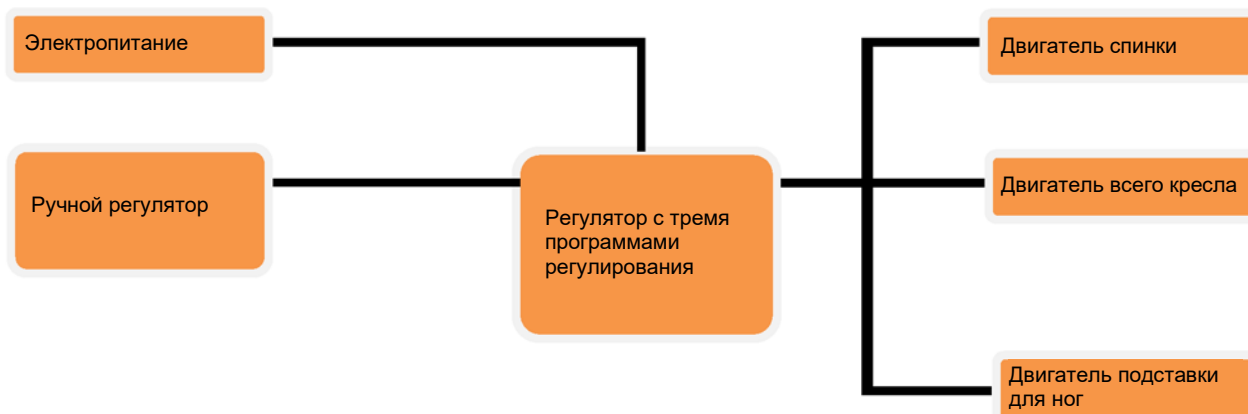 Электропитание
Двигатель спинки
Ручной регулятор
Двигатель всего кресла
Регулятор с тремя
программами
регулирования
Двигатель подставки
для ног